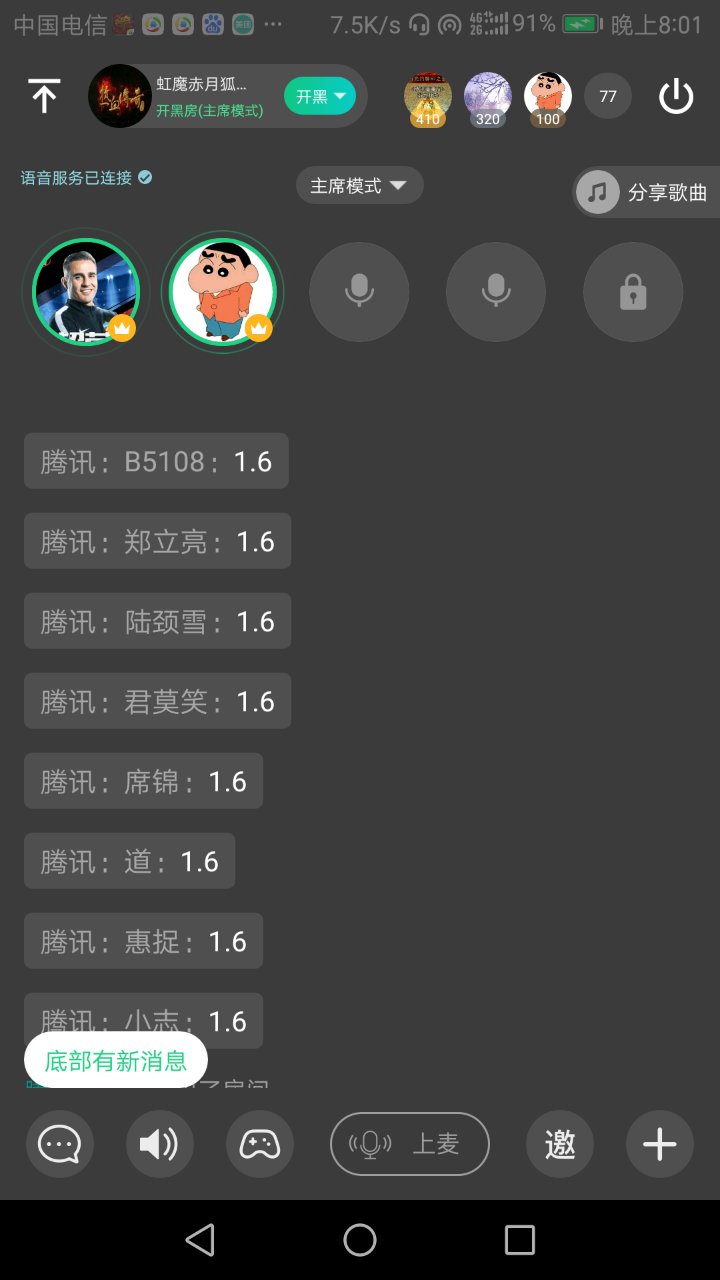 中国电信 ··· 7.5K/s 4G 2G 91% 晚上8:01
虹魔赤月狐...
开黑房(主席模式)
开黑
410 320 100 77
语音服务已连接
主席模式
分享歌曲
腾讯：B5108：1.6
腾讯：郑立亮：1.6
腾讯：陆颈雪：1.6
腾讯：君莫笑：1.6
腾讯：席锦：1.6
腾讯：道：1.6
腾讯：惠捉：1.6
腾讯：小志：1.6
底部有新消息
了房间
上麦
邀